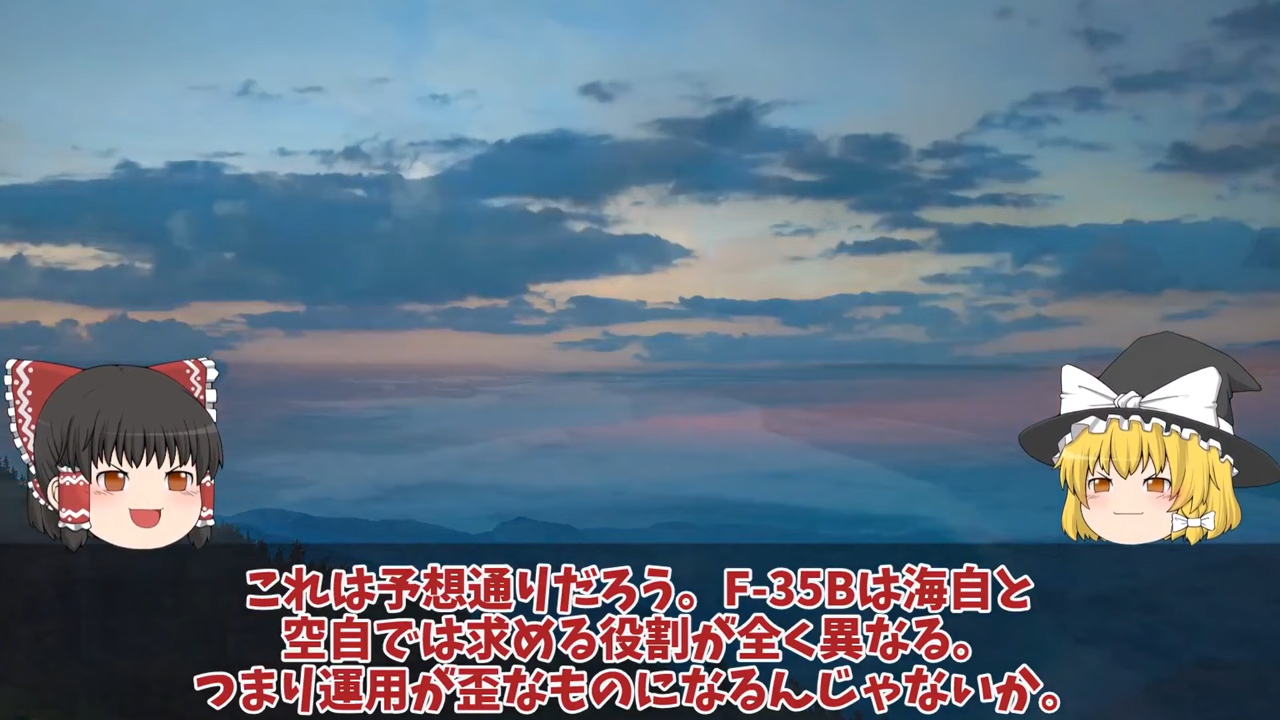 これは予想通りだろう。F-35Bは海自と
空自では求める役割が全く異なる。
つまり運用が歪なものになるんじゃないか。